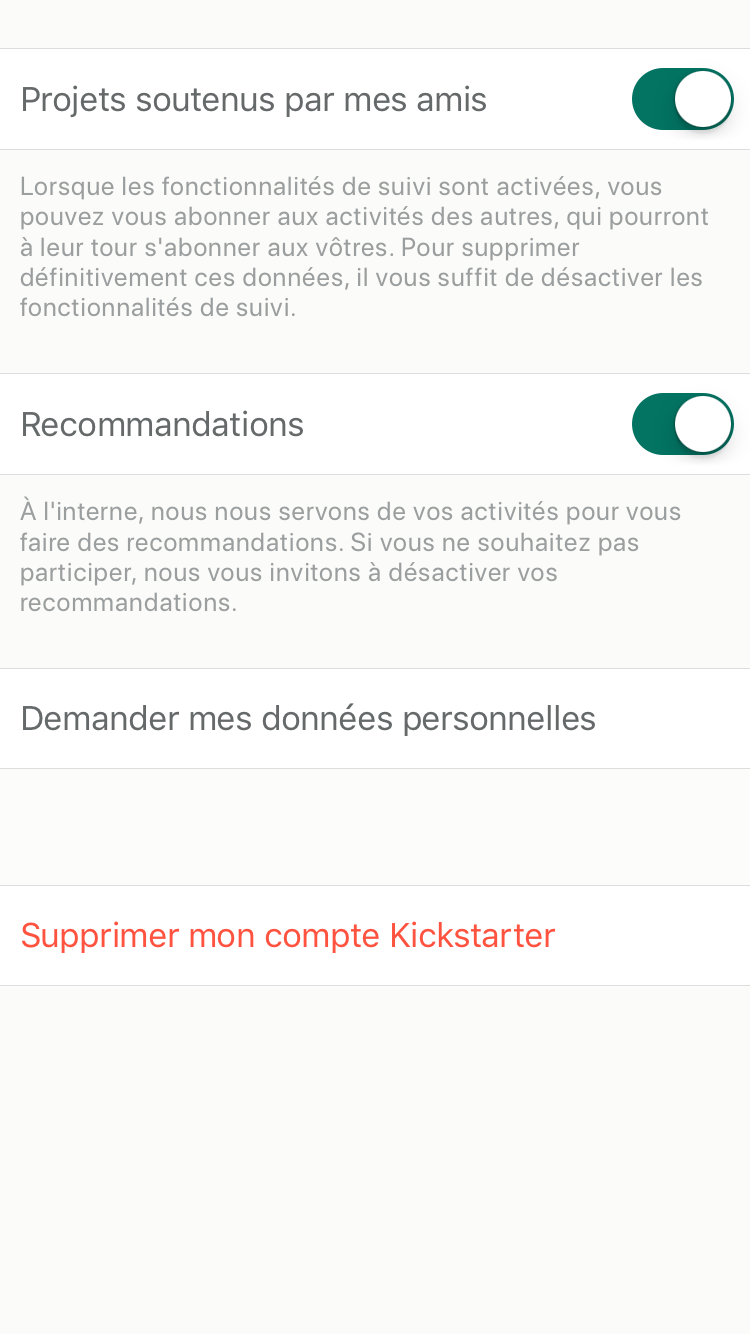 Projets soutenus par mes amis
Lorsque les fonctionnalités de suivi sont activées, vous
pouvez vous abonner aux activités des autres, qui pourront
à leur tour s'abonner aux vôtres. Pour supprimer
définitivement ces données, il vous suffit de désactiver les
fonctionnalités de suivi.
Recommandations
À l'interne, nous nous servons de vos activités pour vous
faire des recommandations. Si vous ne souhaitez pas
participer, nous vous invitons à désactiver vos
recommandations.
Demander mes données personnelles
Supprimer mon compte Kickstarter